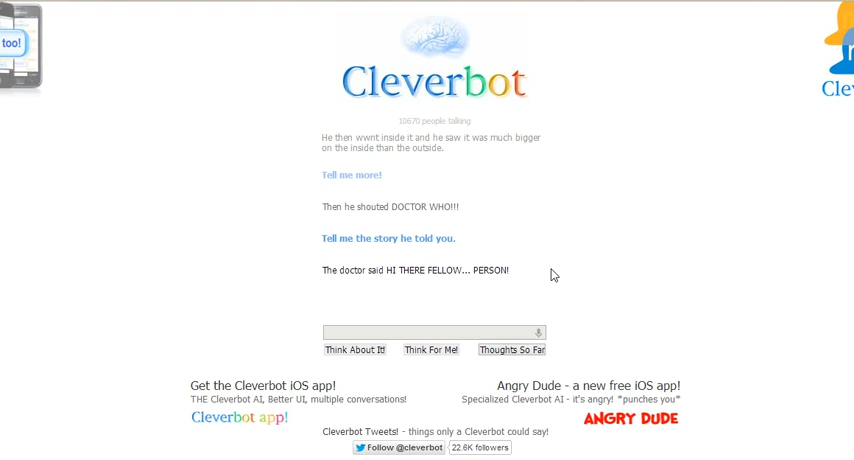 too!
Cleverbot
Cle
10670 people talking
He then wwnt inside it and he saw it was much bigger
on the inside than the outside.
Tell me more!
Then he shouted DOCTOR WHO!!!
Tell me the story he told you.
The doctor said HI THERE FELLOW... PERSON!
Think About It!
Think For Me!
Thoughts So Far
Get the Cleverbot iOS app!
THE Cleverbot AI, Better UI, multiple conversations!
Cleverbot app!
Angry Dude - a new free iOS app!
Specialized Cleverbot AI - it's angry! *punches you*
ANGRY DUDE
Cleverbot Tweets! - things only a Cleverbot could say!
Follow @cleverbot
22.6K followers